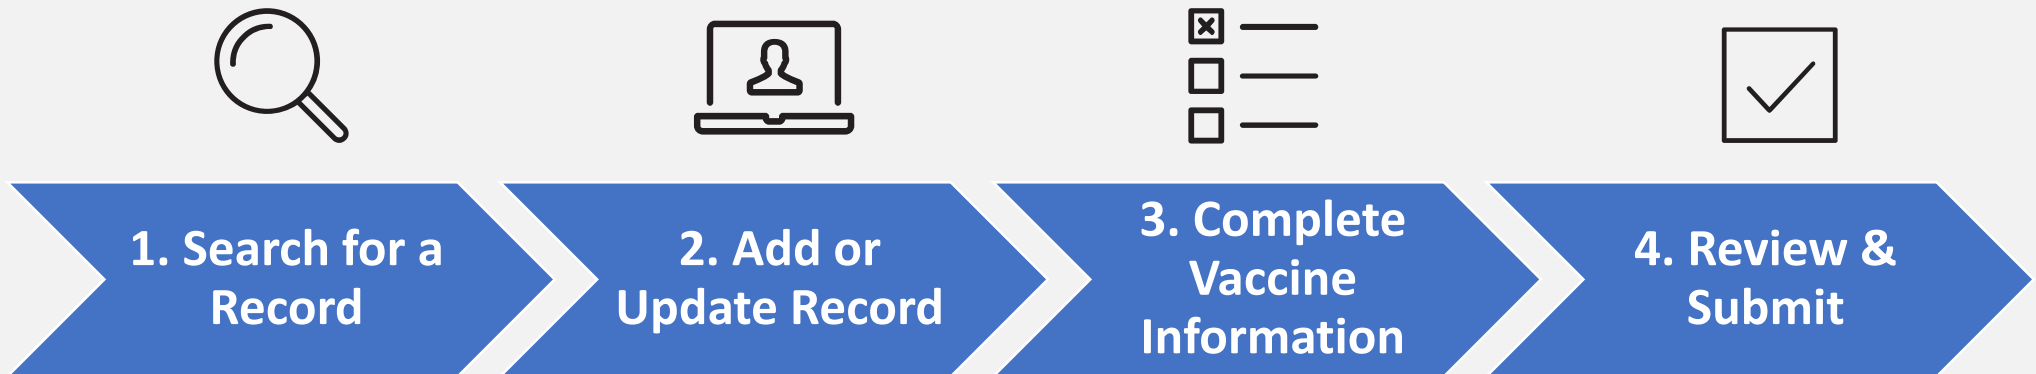 1. Search for a
Record
2. Add or
Update Record
3. Complete
Vaccine
Information
4. Review &
Submit